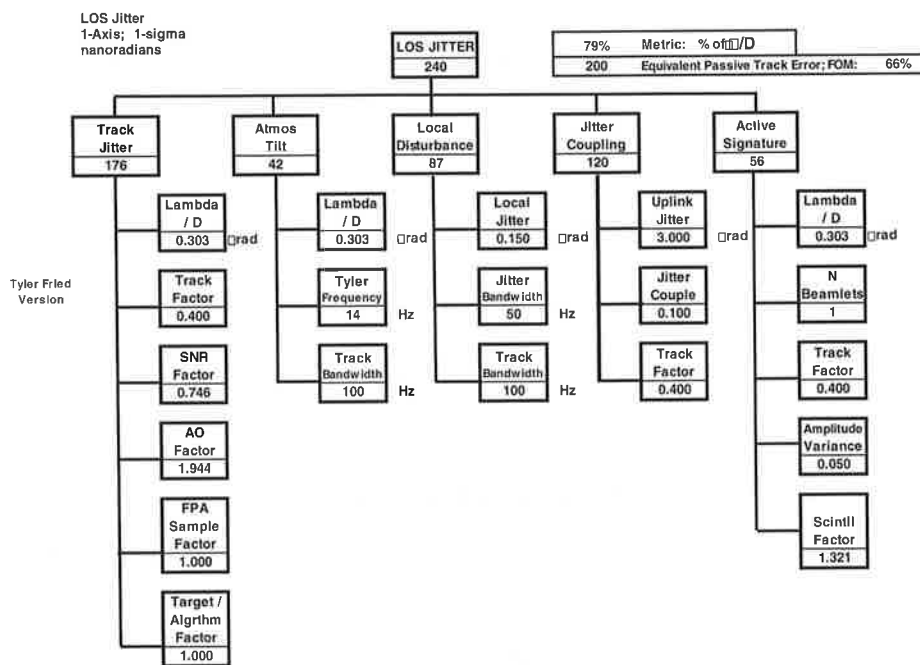 LOS Jitter
1-Axis; 1-sigma
nanoradians
LOS JITTER
240
79% Metric: % of□□/D
200 Equivalent Passive Track Error; FOM: 66%
Track
Jitter
176
Atmos
Tilt
42
Local
Disturbance
87
Jitter
Coupling
120
Active
Signature
56
Lambda
/ D
0.303 □rad
Track
Factor
0.400
SNR
Factor
0.746
AO
Factor
1.944
FPA
Sample
Factor
1.000
Target /
Algrthm
Factor
1.000
Lambda
/ D
0.303 □rad
Tyler
Frequency
14 Hz
Track
Bandwidth
100 Hz
Local
Jitter
0.150 □rad
Jitter
Bandwidth
50 Hz
Track
Bandwidth
100 Hz
Uplink
Jitter
3.000 □rad
Jitter
Couple
0.100
Track
Factor
0.400
Lambda
/ D
0.303 □rad
N
Beamlets
1
Track
Factor
0.400
Amplitude
Variance
0.050
Scintil
Factor
1.321
Tyler Fried
Version